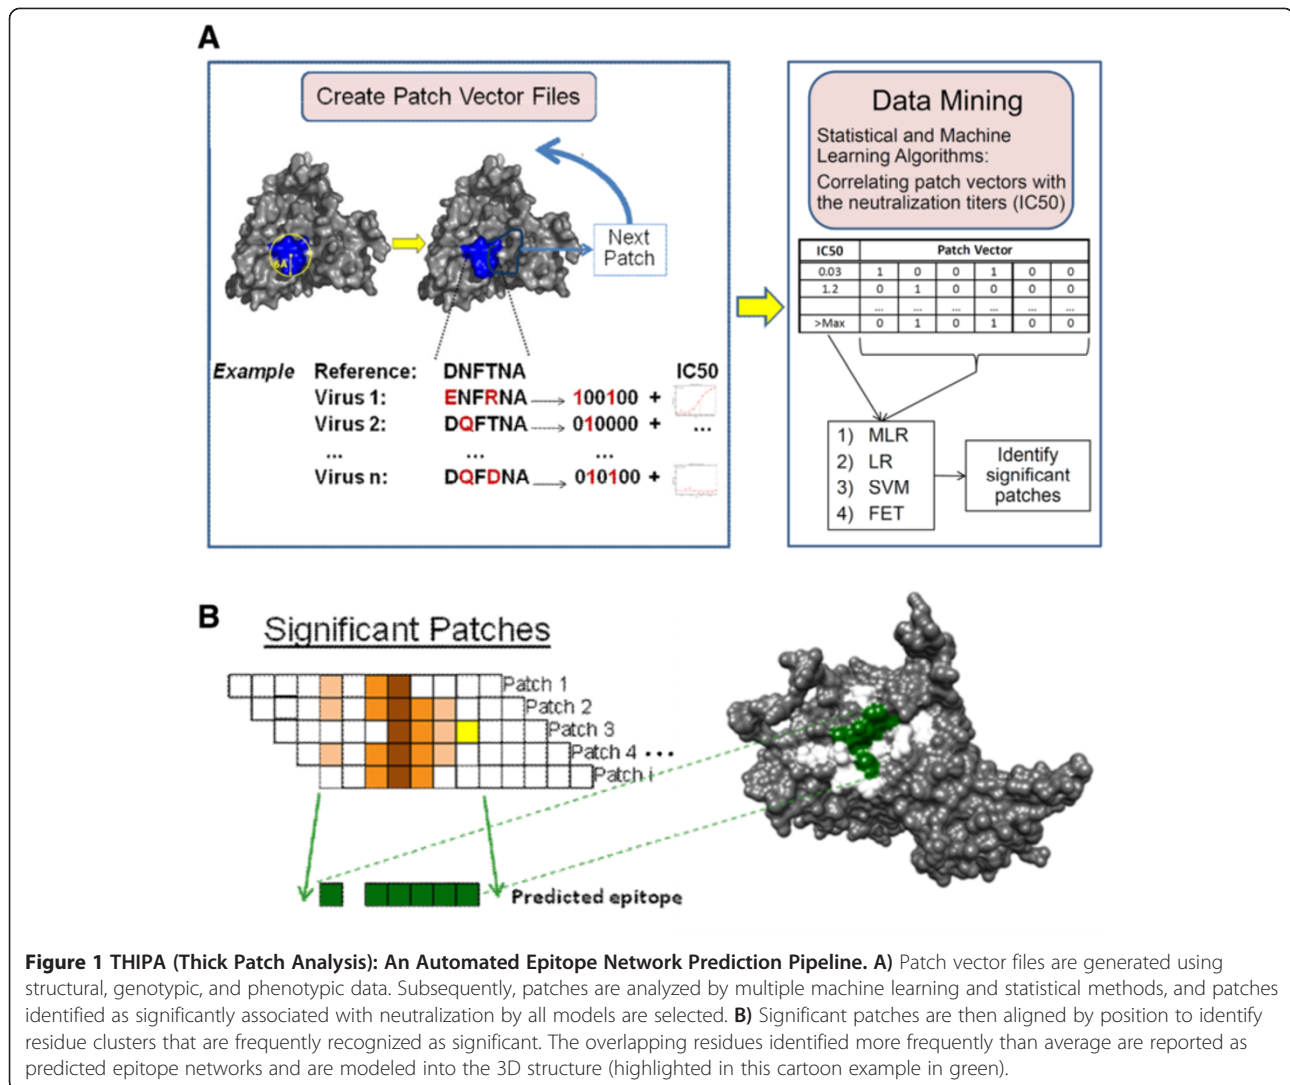 A
Create Patch Vector Files
6Å
Next
Patch
Example Reference: DNFTNA IC50
Virus 1: ENFRNA 100100 +
Virus 2: DQFTNA 010000 + ...
... ... ...
Virus n: DQFDNA 010100 +
Data Mining
Statistical and Machine
Learning Algorithms:
Correlating patch vectors with
the neutralization titers (IC50)
IC50 Patch Vector
0.03 1 0 0 1 0 0
1.2 0 1 0 0 0 0
... ... ... ... ... ...
>Max 0 1 0 1 0 0
1) MLR
2) LR
3) SVM
4) FET
Identify
significant
patches
B
Significant Patches
Patch 1
Patch 2
Patch 3
Patch 4 •••
Patch i
Predicted epitope
Figure 1 THIPA (Thick Patch Analysis): An Automated Epitope Network Prediction Pipeline. A) Patch vector files are generated using
structural, genotypic, and phenotypic data. Subsequently, patches are analyzed by multiple machine learning and statistical methods, and patches
identified as significantly associated with neutralization by all models are selected. B) Significant patches are then aligned by position to identify
residue clusters that are frequently recognized as significant. The overlapping residues identified more frequently than average are reported as
predicted epitope networks and are modeled into the 3D structure (highlighted in this cartoon example in green).